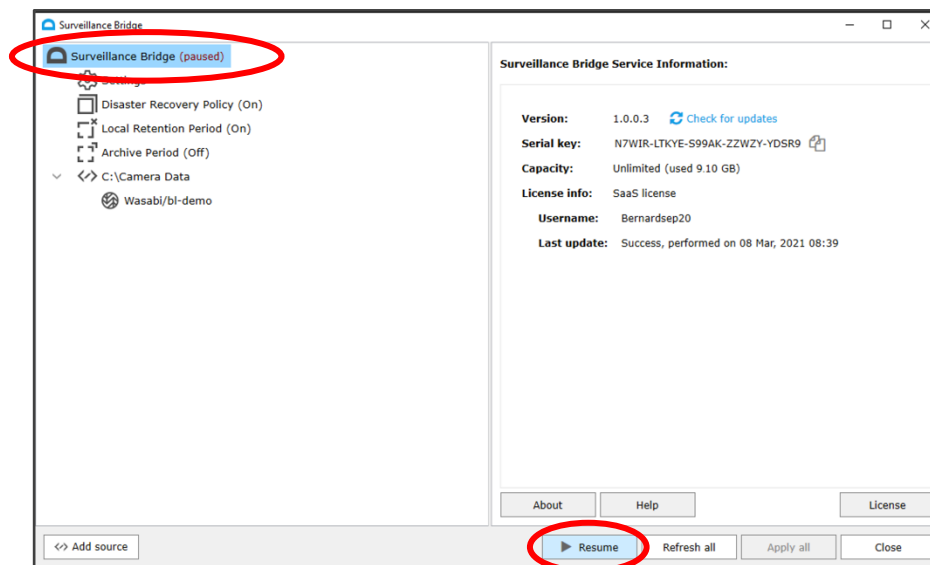 Surveillance Bridge
Surveillance Bridge (paused)
Settings
Disaster Recovery Policy (On)
Local Retention Period (On)
Archive Period (Off)
C:\Camera Data
Wasabi/bl-demo
Surveillance Bridge Service Information:
Version: 1.0.0.3 Check for updates
Serial key: N7WIR-LTKYE-S99AK-ZZWZY-YDSR9
Capacity: Unlimited (used 9.10 GB)
License info: SaaS license
Username: Bernardsep20
Last update: Success, performed on 08 Mar, 2021 08:39
About Help License
Add source Resume Refresh all Apply all Close